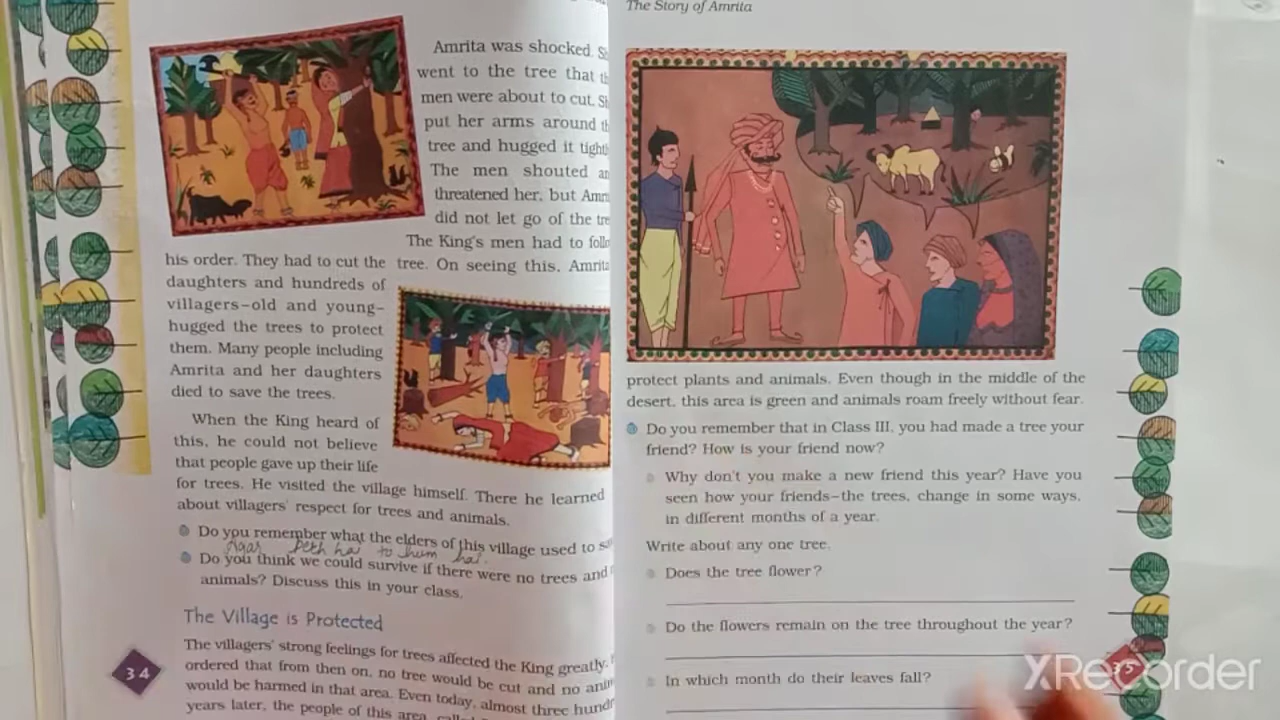 Amrita was shocked.
went to the tree that
men were about to cut.
put her arms around
tree and hugged it
The men shouted
threatened her, but
did not let go of the
The King's men had to
his order. They had to cut the tree. On seeing this, Amrita
daughters and hundreds of
villagers–old and young–
hugged the trees to protect
them. Many people including
Amrita and her daughters
died to save the trees.
When the King heard of
this, he could not believe
that people gave up their life
for trees. He visited the village himself. There he learned
about villagers' respect for trees and animals.
Do you remember what the elders of this village used to
Agar hai to hum hai.
Do you think we could survive if there were no trees and
animals? Discuss this in your class.
The Village is Protected
The villagers' strong feelings for trees affected the King greatly.
ordered that from then on, no tree would be cut and no
would be harmed in that area. Even today, almost three
years later, the people of this area,
34
The Story of Amrita
protect plants and animals. Even though in the middle of the
desert, this area is green and animals roam freely without fear.
Do you remember that in Class III, you had made a tree your
friend? How is your friend now?
Why don't you make a new friend this year? Have you
seen how your friends–the trees, change in some ways,
in different months of a year.
Write about any one tree.
Does the tree flower?
Do the flowers remain on the tree throughout the year?
In which month do their leaves fall?
35
XRecorder